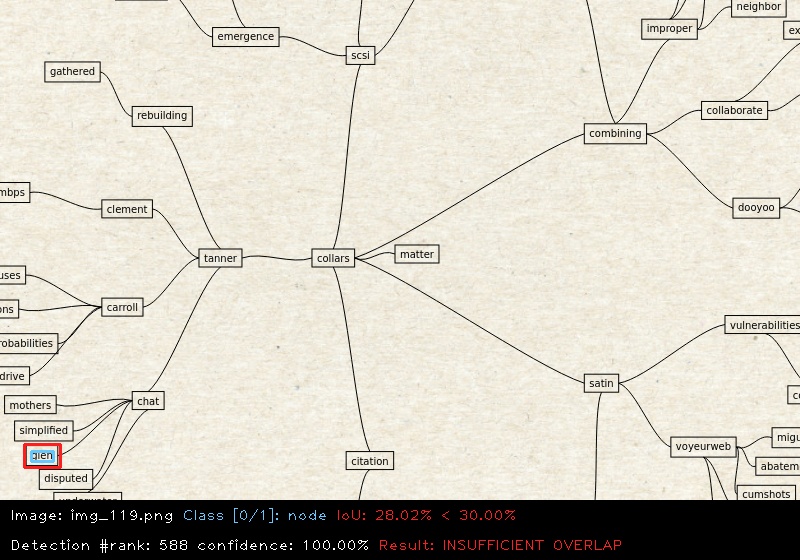 neighbor
improper
emergence
scsi
gathered
collaborate
rebuilding
combining
mbps
clement
dooyoo
matter
tanner
collars
uses
ons
carroll
vulnerabilities
robabilities
drive
satin
chat
mothers
simplified
migu
voyeurweb
gien
citation
abatem
disputed
cumshots
underwater
Image: img_119.png Class [0/1]: node IoU: 28.02% < 30.00%
Detection #rank: 588 confidence: 100.00% Result: INSUFFICIENT OVERLAP